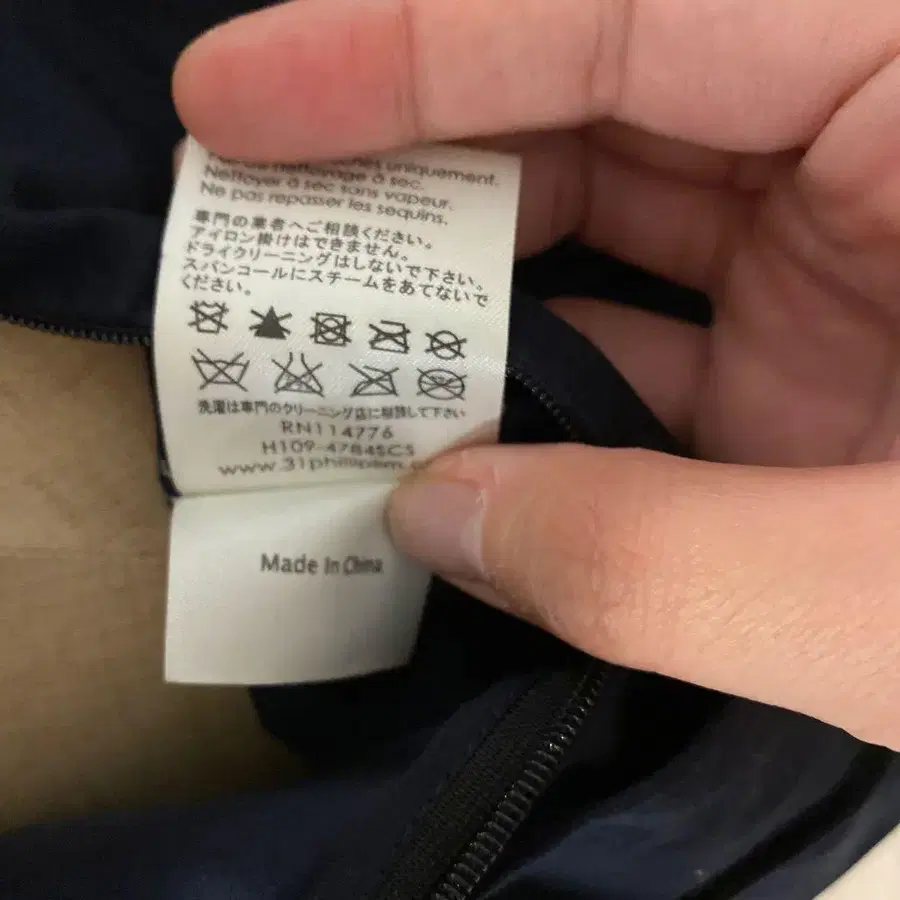 uniquement.
nettoyage à sec.
Nettoyer à sec sans vapeur.
Ne pas repasser les sequins.
専門の業者へご相談ください。
アイロン掛けはできません。
ドライクリーニングはしないで下さい。
スパンコールにスチームをあてないで
ください。
洗濯は専門のクリーニング店に相談して下さい
RN114776
H109-4784SCS
www.31philliplim.
Made In China